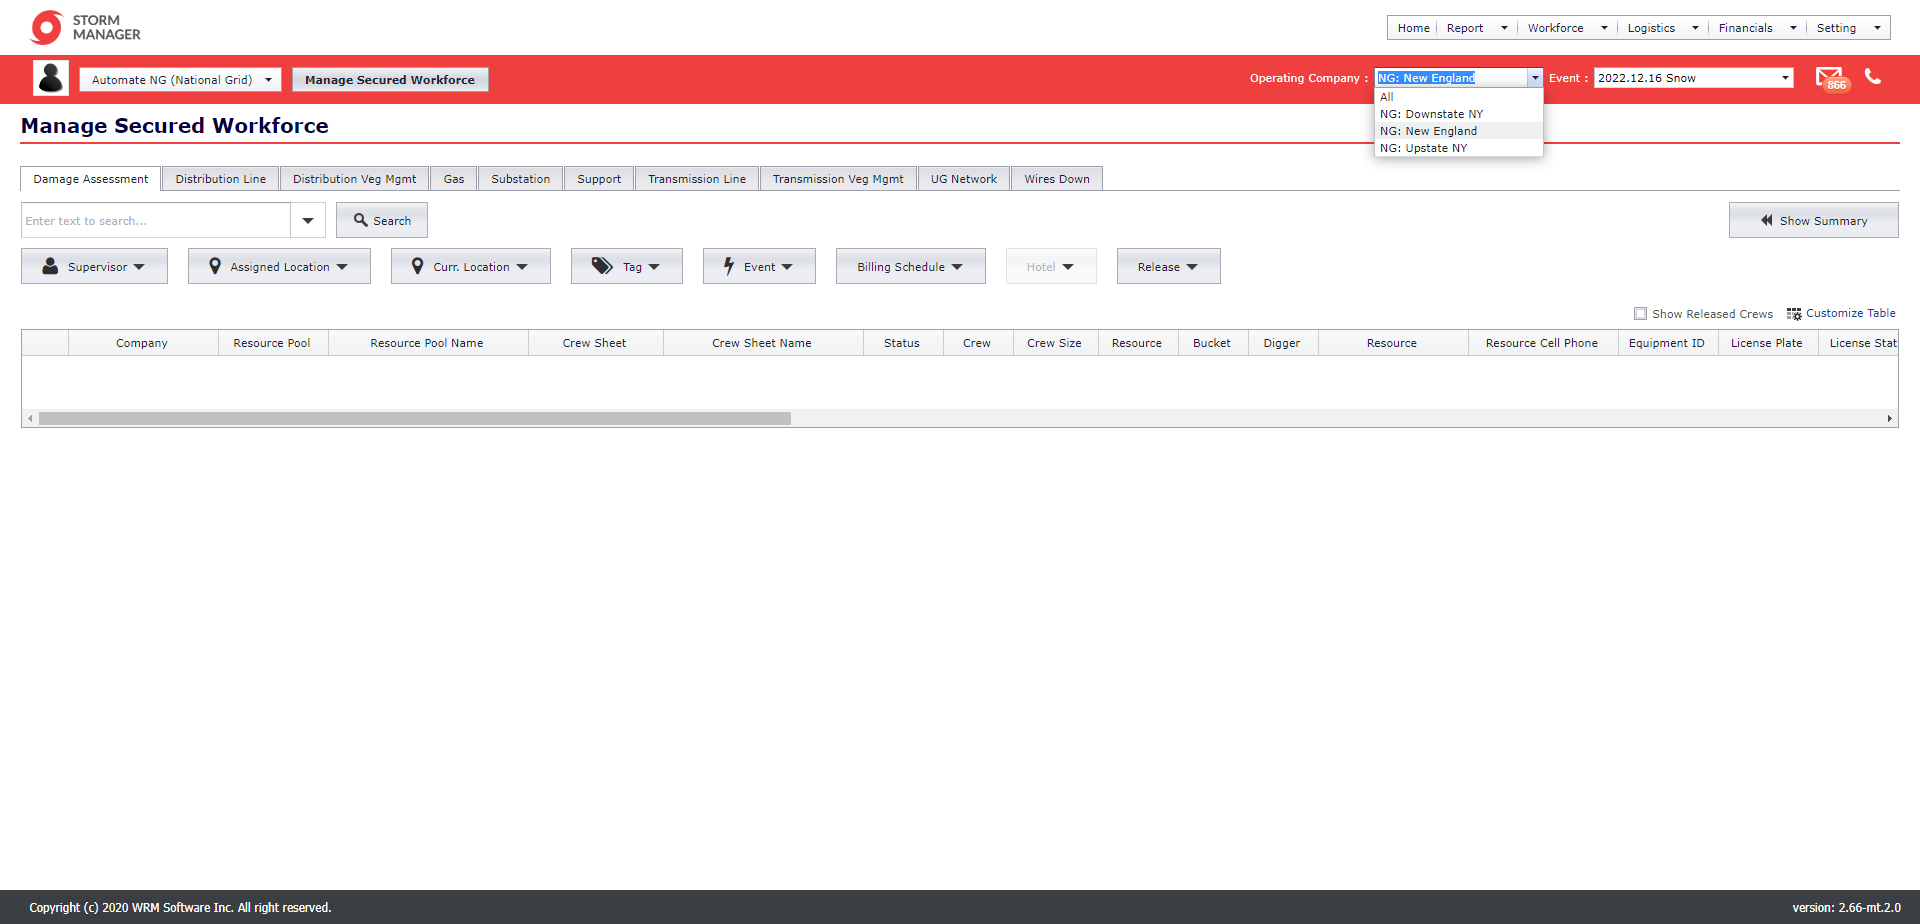 STORM
MANAGER
Home Report Workforce Logistics Financials Setting
Automate NG (National Grid) Manage Secured Workforce Operating Company : NG: New England Event : 2022.12.16 Snow 866
All
NG: Downstate NY
NG: New England
NG: Upstate NY
Manage Secured Workforce
Damage Assessment Distribution Line Distribution Veg Mgmt Gas Substation Support Transmission Line Transmission Veg Mgmt UG Network Wires Down
Enter text to search... Search Show Summary
Supervisor Assigned Location Curr. Location Tag Event Billing Schedule Hotel Release
Show Released Crews Customize Table
Company Resource Pool Resource Pool Name Crew Sheet Crew Sheet Name Status Crew Crew Size Resource Bucket Digger Resource Resource Cell Phone Equipment ID License Plate License Stat
Copyright (c) 2020 WRM Software Inc. All right reserved. version: 2.66-mt.2.0